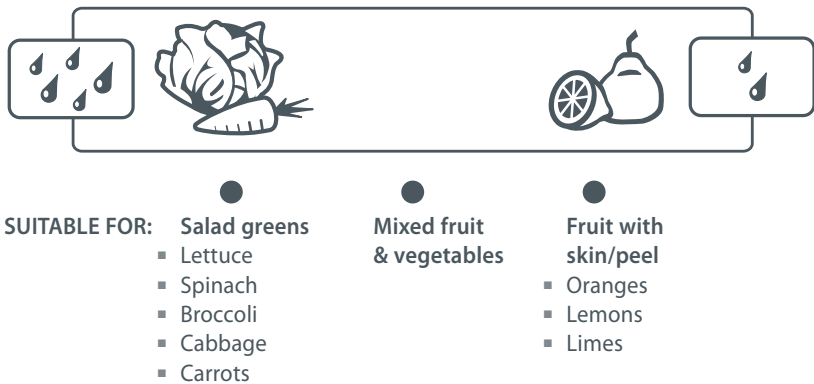 SUITABLE FOR:
Salad greens
▪ Lettuce
▪ Spinach
▪ Broccoli
▪ Cabbage
▪ Carrots
Mixed fruit
& vegetables
Fruit with
skin/peel
▪ Oranges
▪ Lemons
▪ Limes